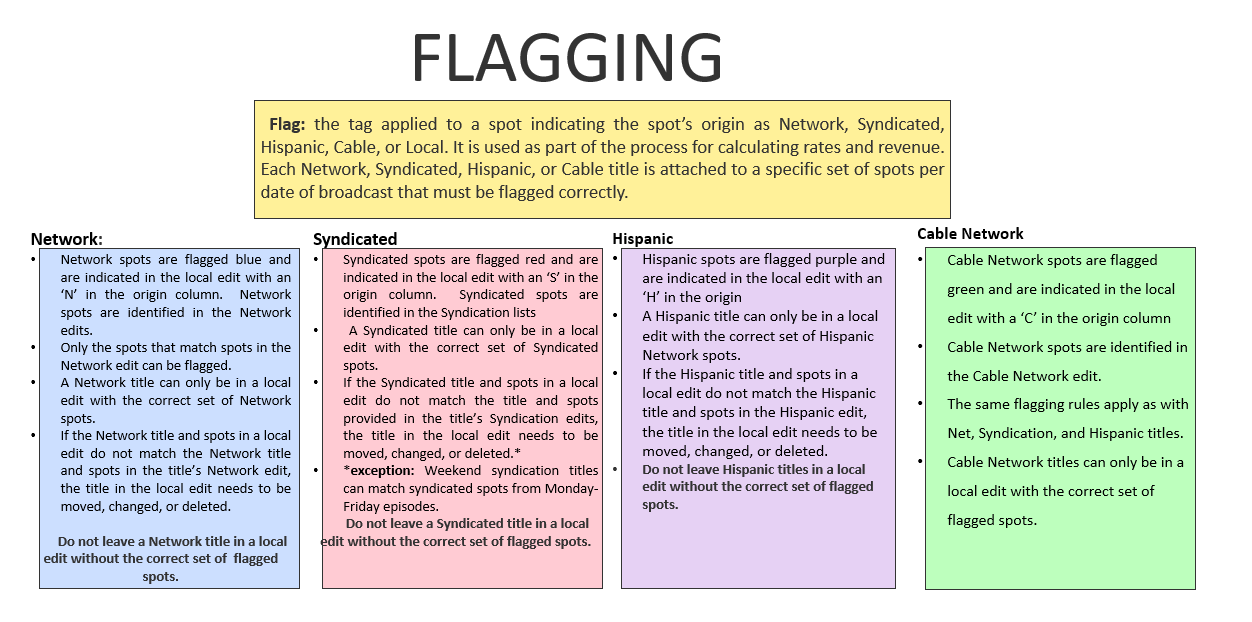 FLAGGING
Flag: the tag applied to a spot indicating the spot's origin as Network, Syndicated,
Hispanic, Cable, or Local. It is used as part of the process for calculating rates and revenue.
Each Network, Syndicated, Hispanic, or Cable title is attached to a specific set of spots per
date of broadcast that must be flagged correctly.
Network:
• Network spots are flagged blue and
are indicated in the local edit with an
‘N’ in the origin column. Network
spots are identified in the Network
edits.
• Only the spots that match spots in the
Network edit can be flagged.
• A Network title can only be in a local
edit with the correct set of Network
spots.
• If the Network title and spots in a local
edit do not match the Network title
and spots in the title’s Network edit,
the title in the local edit needs to be
moved, changed, or deleted.
Do not leave a Network title in a local
edit without the correct set of flagged
spots.
Syndicated
• Syndicated spots are flagged red and are
indicated in the local edit with an ‘S’ in the
origin column. Syndicated spots are
identified in the Syndication lists
• A Syndicated title can only be in a local
edit with the correct set of Syndicated
spots.
• If the Syndicated title and spots in a local
edit do not match the title and spots
provided in the title’s Syndication edits,
the title in the local edit needs to be
moved, changed, or deleted.*
• *exception: Weekend syndication titles
can match syndicated spots from Monday-
Friday episodes.
Do not leave a Syndicated title in a local
edit without the correct set of flagged spots.
Hispanic
• Hispanic spots are flagged purple and
are indicated in the local edit with an
‘H’ in the origin
• A Hispanic title can only be in a local
edit with the correct set of Hispanic
Network spots.
• If the Hispanic title and spots in a
local edit do not match the Hispanic
title and spots in the Hispanic edit,
the title in the local edit needs to be
moved, changed, or deleted.
• Do not leave Hispanic titles in a local
edit without the correct set of flagged
spots.
Cable Network
• Cable Network spots are flagged
green and are indicated in the local
edit with a ‘C’ in the origin column
• Cable Network spots are identified in
the Cable Network edit.
• The same flagging rules apply as with
Net, Syndication, and Hispanic titles.
• Cable Network titles can only be in a
local edit with the correct set of
flagged spots.